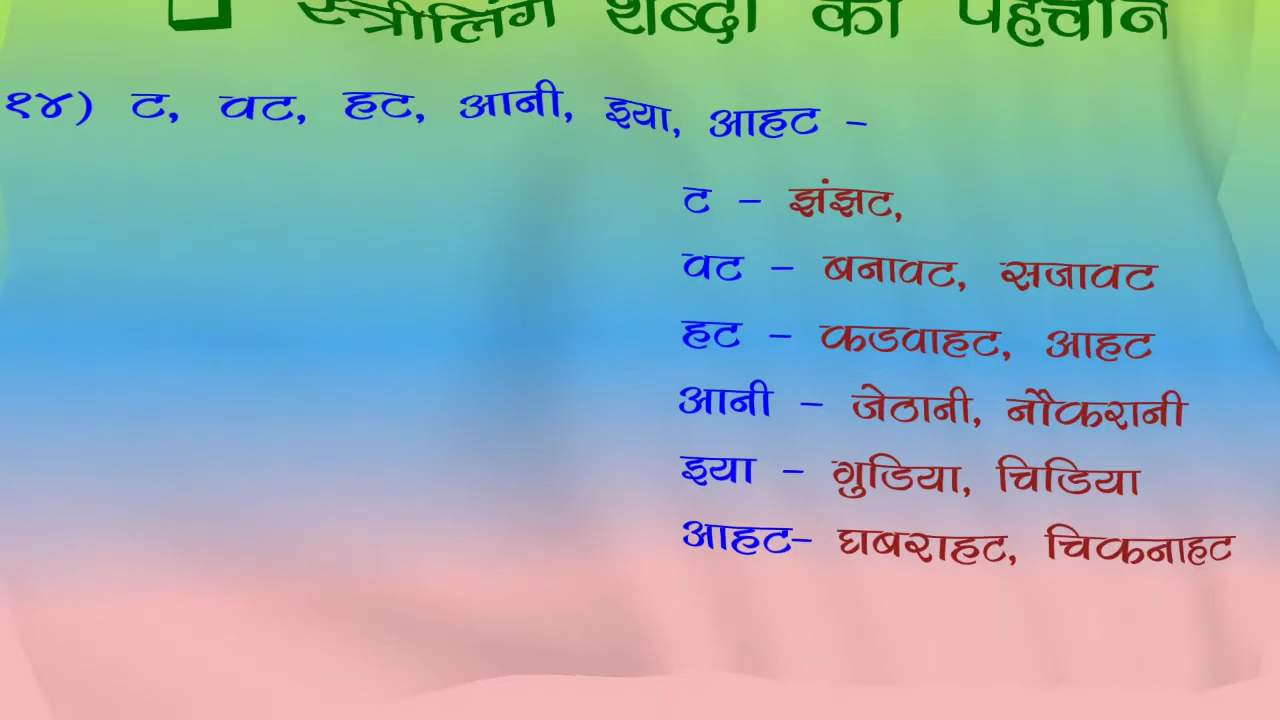 स्त्रीलिंग शब्दों की पहचान
१४) ट, वट, हट, आनी, इया, आहट -
ट - झंझट,
वट - बनावट, सजावट
हट - कडवाहट, आहट
आनी - जेठानी, नौकरानी
इया - गुडिया, चिडिया
आहट- घबराहट, चिकनाहट